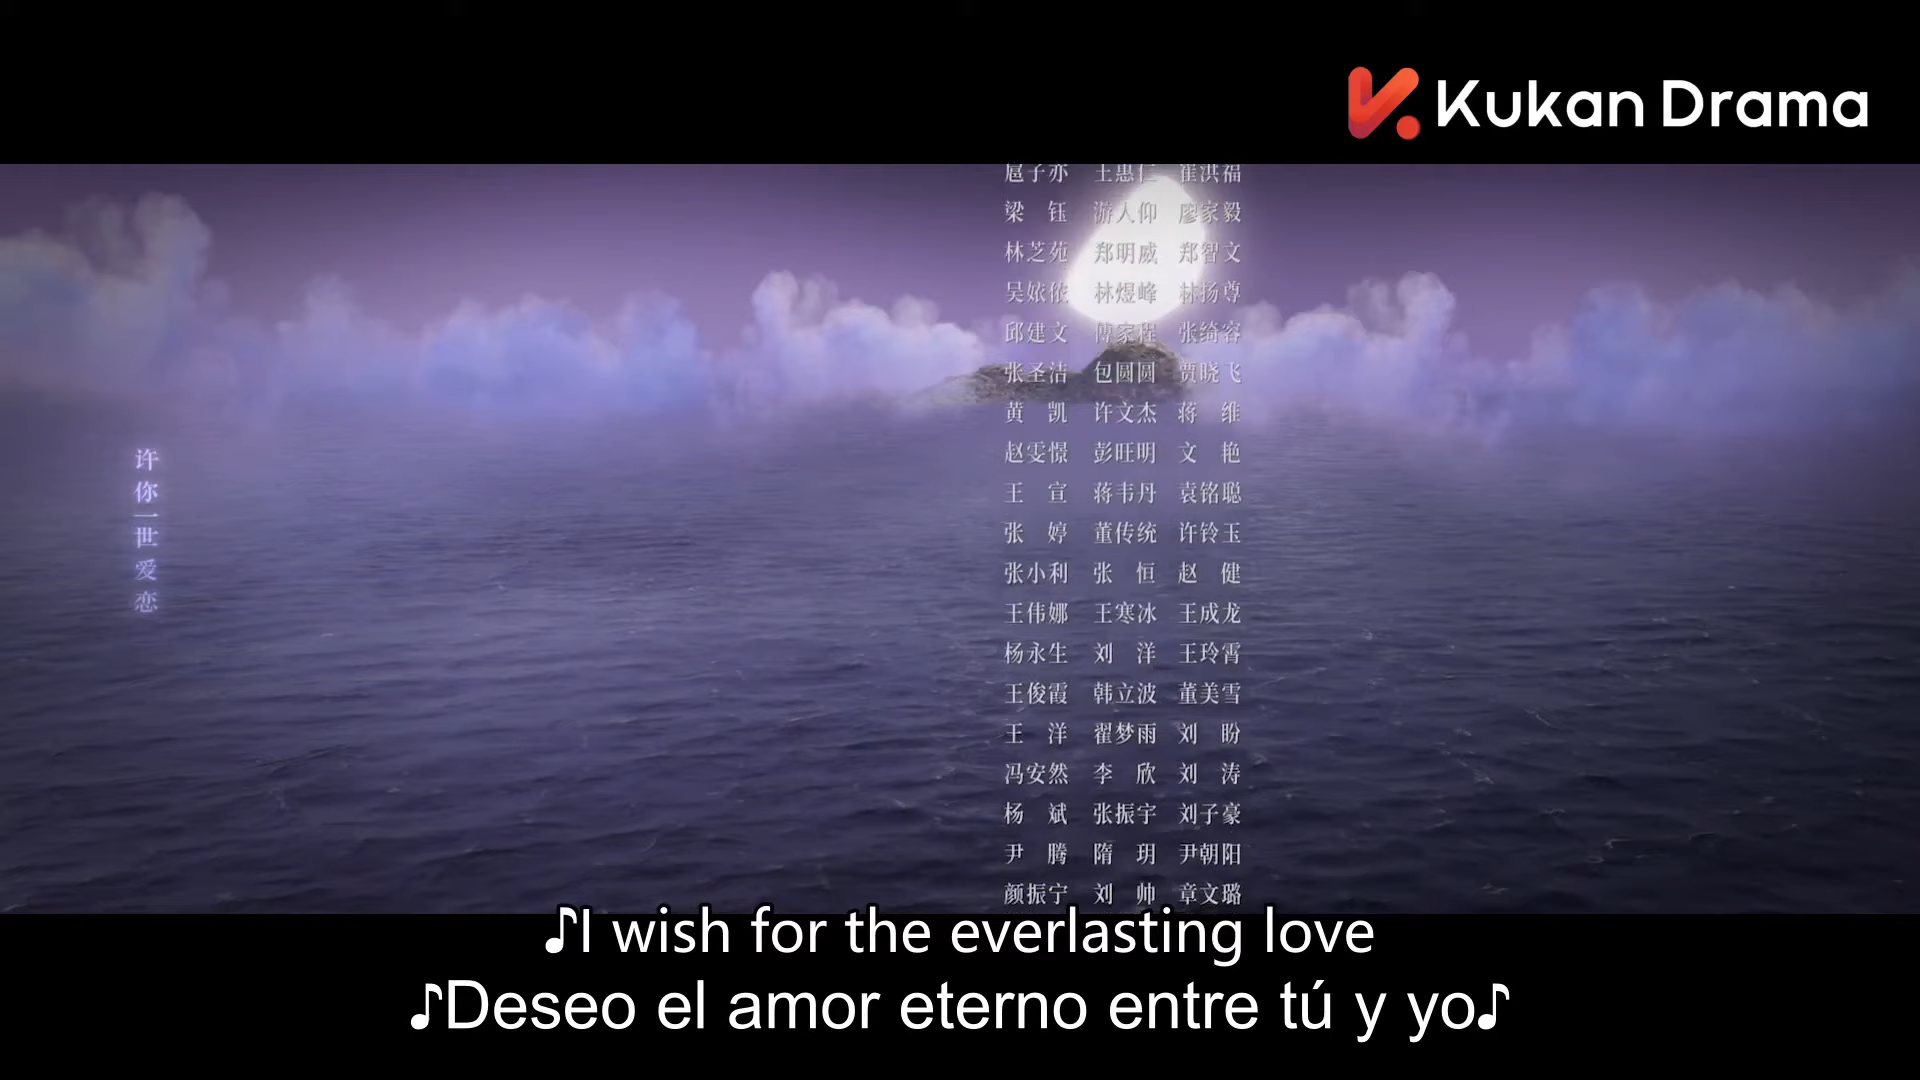 Kukan Drama
梁 钰 游人仰 廖家毅
林芝苑 郑明威 郑智文
吴婑依 林煜峰 林扬尊
邱建文 傅家程 张绮容
张圣洁 包圆圆 贾晓飞
黄 凯 许文杰 蒋 维
赵雯憬 彭旺明 文 艳
王 宣 蒋韦丹 袁铭聪
张 婷 董传统 许铃玉
张小利 张 恒 赵 健
王伟娜 王寒冰 王成龙
杨永生 刘 洋 王玲霄
王俊霞 韩立波 董美雪
王 洋 翟梦雨 刘 盼
冯安然 李 欣 刘 涛
杨 斌 张振宇 刘子豪
尹 腾 隋 玥 尹朝阳
颜振宁 刘 帅 章文璐
许你一世爱恋
♪I wish for the everlasting love
♪Deseo el amor eterno entre tú y yo♪